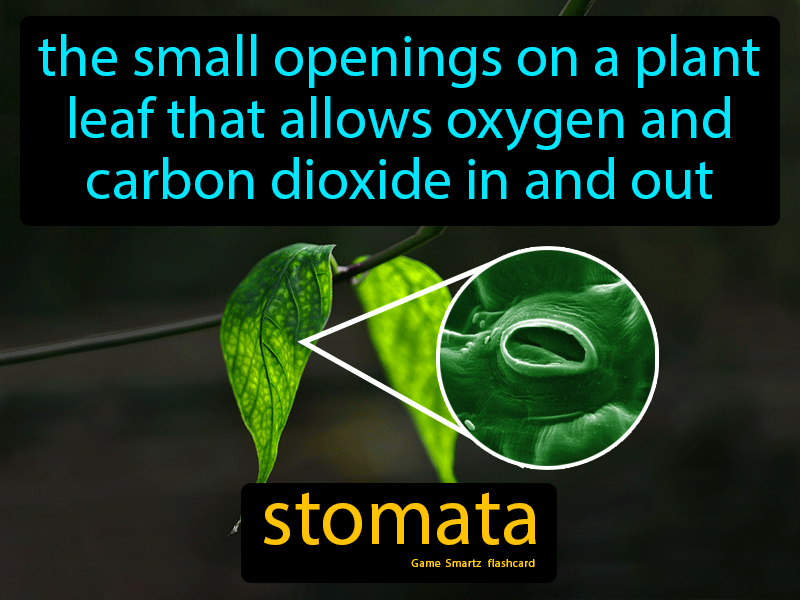 the small openings on a plant
leaf that allows oxygen and
carbon dioxide in and out
stomata
Game Smartz flashcard